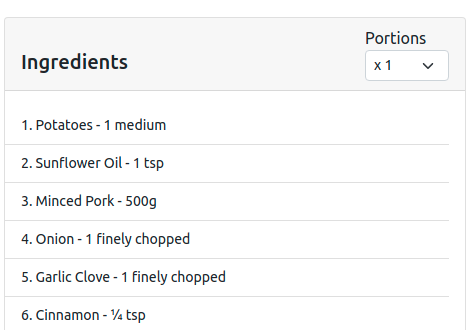 Portions
Ingredients
x 1
1. Potatoes - 1 medium
2. Sunflower Oil - 1 tsp
3. Minced Pork - 500g
4. Onion - 1 finely chopped
5. Garlic Clove - 1 finely chopped
6. Cinnamon - ¼ tsp